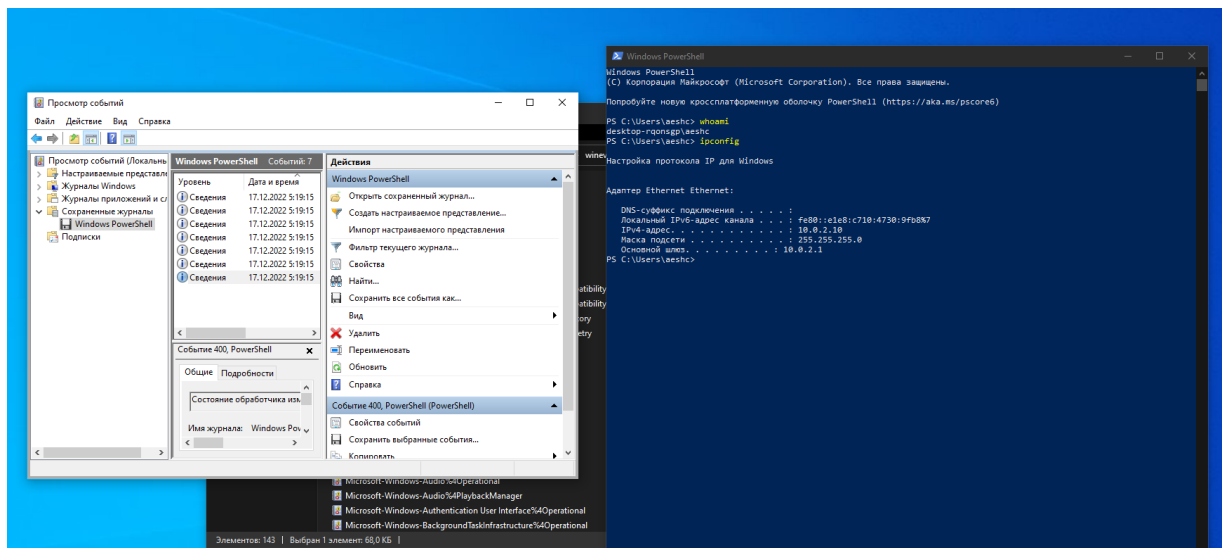 Просмотр событий
Файл Действие Вид Справка
Просмотр событий (Локальнь
Настраиваемые представле
Журналы Windows
Журналы приложений и сл
Сохраненные журналы
Windows PowerShell
Подписки
Windows PowerShell Событий: 7
Уровень Дата и время
Сведения 17.12.2022 5:19:15
Сведения 17.12.2022 5:19:15
Сведения 17.12.2022 5:19:15
Сведения 17.12.2022 5:19:15
Сведения 17.12.2022 5:19:15
Сведения 17.12.2022 5:19:15
Сведения 17.12.2022 5:19:15
Событие 400, PowerShell
Общие Подробности
Состояние обработчика изм
Имя журнала: Windows Pov
Действия
Windows PowerShell
Открыть сохраненный журнал...
Создать настраиваемое представление...
Импорт настраиваемого представления
Фильтр текущего журнала...
Свойства
Найти...
Сохранить все события как...
Вид
Удалить
Переименовать
Обновить
Справка
Событие 400, PowerShell (PowerShell)
Свойства событий
Сохранить выбранные события...
Копировать
winev
atibility
atibility
ory
etry
Microsoft-Windows-Audio%4Operational
Microsoft-Windows-Audio%4PlaybackManager
Microsoft-Windows-Authentication User Interface%4Operational
Microsoft-Windows-BackgroundTaskInfrastructure%4Operational
Элементов: 143 | Выбран 1 элемент: 68,0 КБ |
Windows PowerShell
Windows PowerShell
(C) Корпорация Майкрософт (Microsoft Corporation). Все права защищены.
Попробуйте новую кроссплатформенную оболочку PowerShell (https://aka.ms/pscore6)
PS C:\Users\aeshc> whoami
desktop-rqonsgp\aeshc
PS C:\Users\aeshc> ipconfig
Настройка протокола IP для Windows
Адаптер Ethernet Ethernet:
DNS-суффикс подключения . . . . . :
Локальный IPv6-адрес канала . . . : fe80::e1e8:c710:4730:9fb8%7
IPv4-адрес. . . . . . . . . . . . : 10.0.2.10
Маска подсети . . . . . . . . . . : 255.255.255.0
Основной шлюз. . . . . . . . . : 10.0.2.1
PS C:\Users\aeshc>